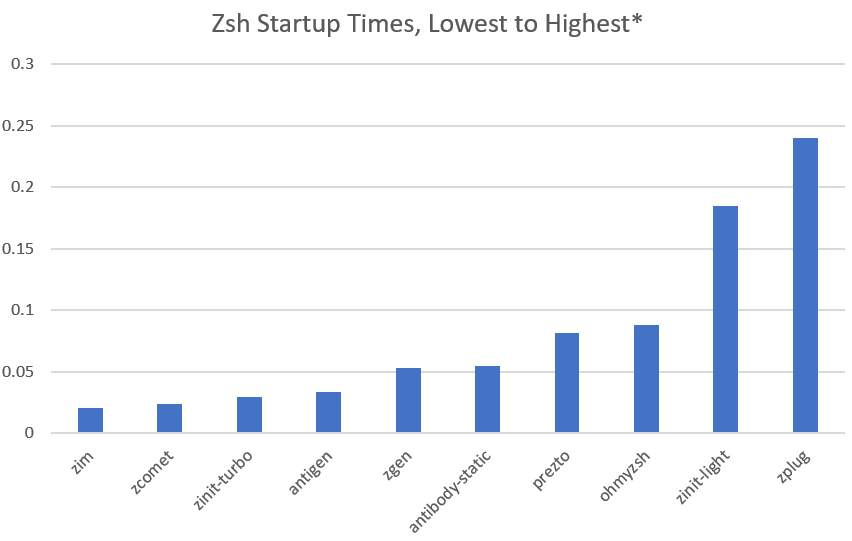 Zsh Startup Times, Lowest to Highest*
0.3
0.25
0.2
0.15
0.1
0.05
0
zim
zcomet
zinit-turbo
antigen
zgen
antibody-static
prezto
ohmyzsh
zinit-light
zplug